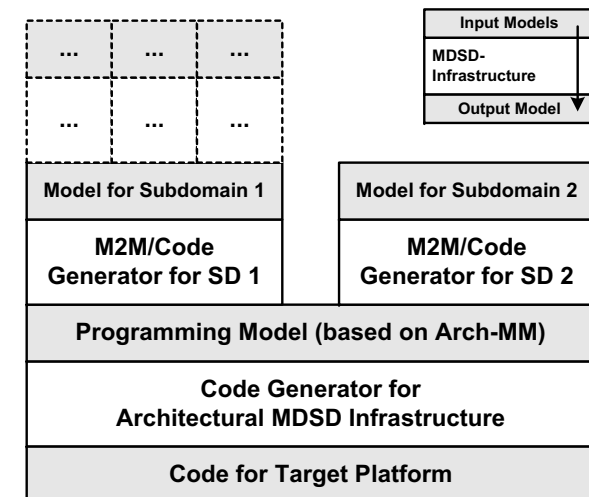 Input Models
MDSD-
Infrastructure
Output Model
... ... ...
... ... ...
Model for Subdomain 1
Model for Subdomain 2
M2M/Code
Generator for SD 1
M2M/Code
Generator for SD 2
Programming Model (based on Arch-MM)
Code Generator for
Architectural MDSD Infrastructure
Code for Target Platform